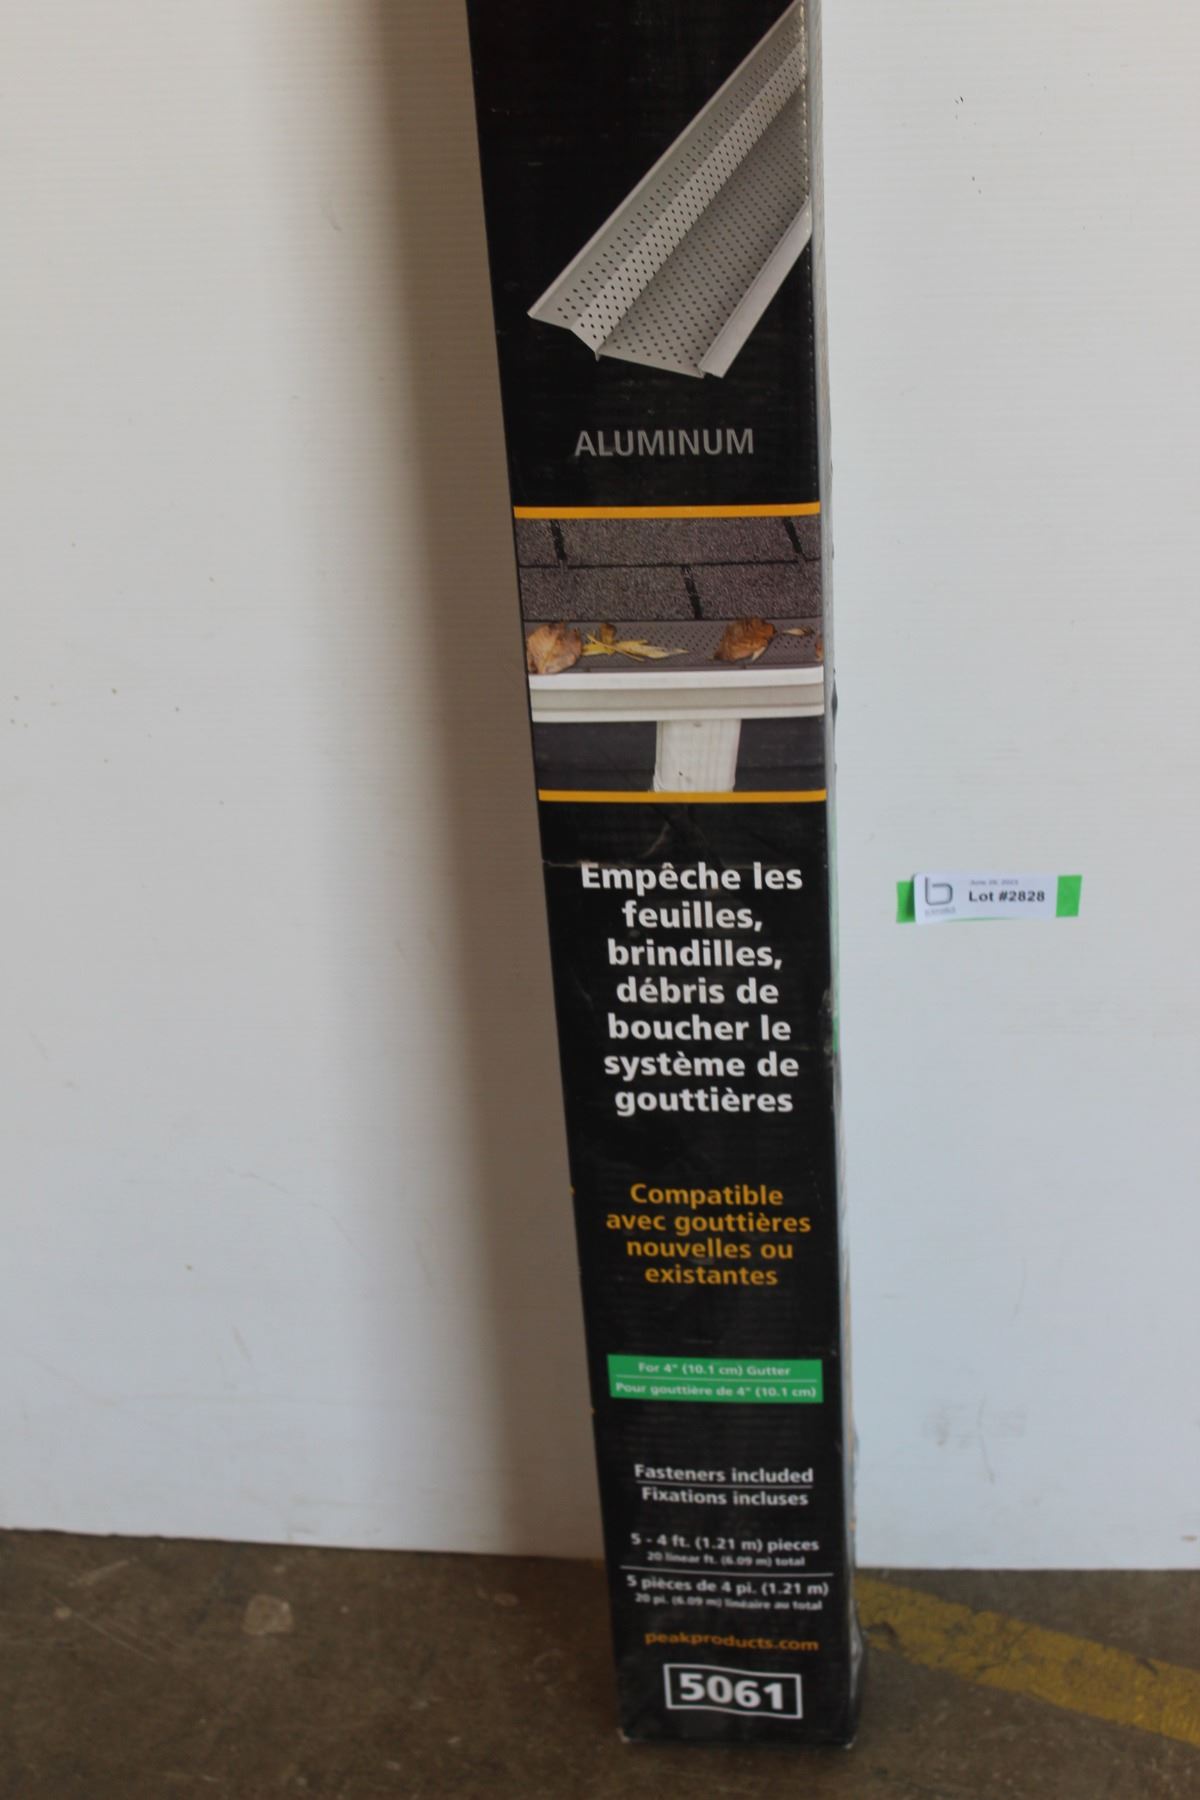 ALUMINUM
Empêche les
feuilles,
brindilles,
débris de
boucher le
système de
gouttières
Compatible
avec gouttières
nouvelles ou
existantes
For 4" (10.1 cm) Gutter
Pour gouttière de 4" (10.1 cm)
Fasteners included
Fixations incluses
5 - 4 ft. (1.21 m) pieces
20 linear ft. (6.09 m) total
5 pièces de 4 pi. (1.21 m)
20 pi. (6.09 m) linéaire au total
peakproducts.com
5061
Lot #2828